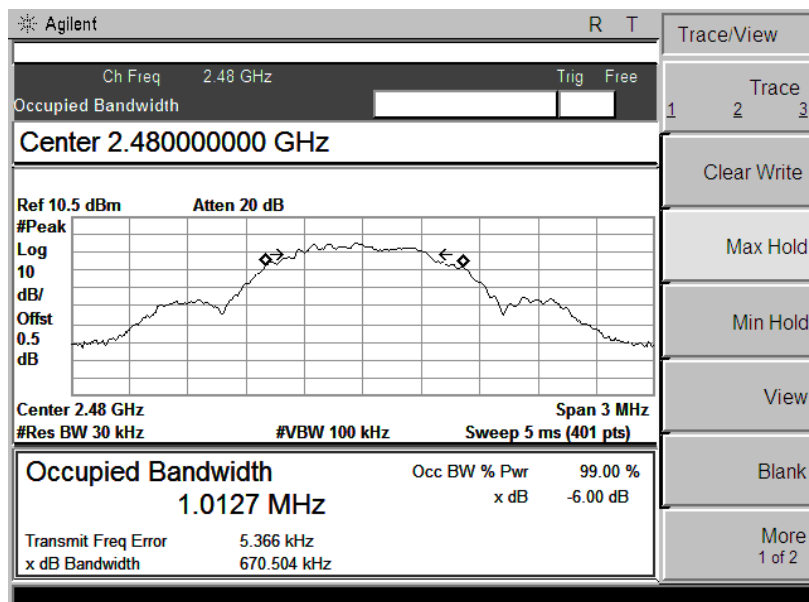 Agilent R T
Trace/View
Ch Freq 2.48 GHz Trig Free
Occupied Bandwidth
Trace
1 2 3
Center 2.480000000 GHz
Clear Write
Ref 10.5 dBm Atten 20 dB
#Peak
Log
10
dB/
Offst
0.5
dB
Max Hold
Min Hold
View
Center 2.48 GHz Span 3 MHz
#Res BW 30 kHz #VBW 100 kHz Sweep 5 ms (401 pts)
Occupied Bandwidth Occ BW % Pwr 99.00 %
1.0127 MHz x dB -6.00 dB
Blank
Transmit Freq Error 5.366 kHz
x dB Bandwidth 670.504 kHz
More
1 of 2